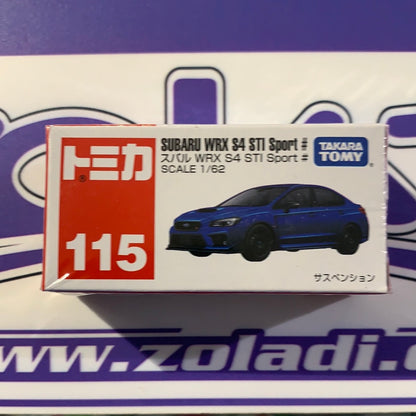 トミカ
115
SUBARU WRX S4 STI Sport #
スバル WRX S4 STI Sport #
SCALE 1/62
TAKARA
TOMY
サスペンション
www.zoladi.c